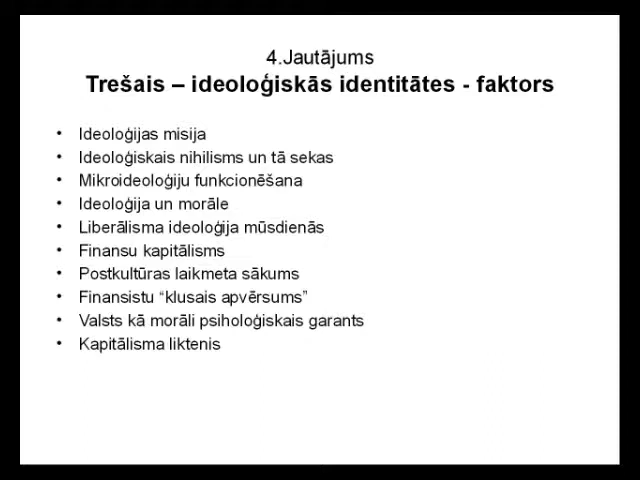 4.Jautājums
Trešais – ideoloģiskās identitātes - faktors
• Ideoloģijas misija
• Ideoloģiskais nihilisms un tā sekas
• Mikroideoloģiju funkcionēšana
• Ideoloģija un morāle
• Liberālisma ideoloģija mūsdienās
• Finansu kapitālisms
• Postkultūras laikmeta sākums
• Finansistu “klusais apvērsums”
• Valsts kā morāli psiholoģiskais garants
• Kapitālisma liktenis